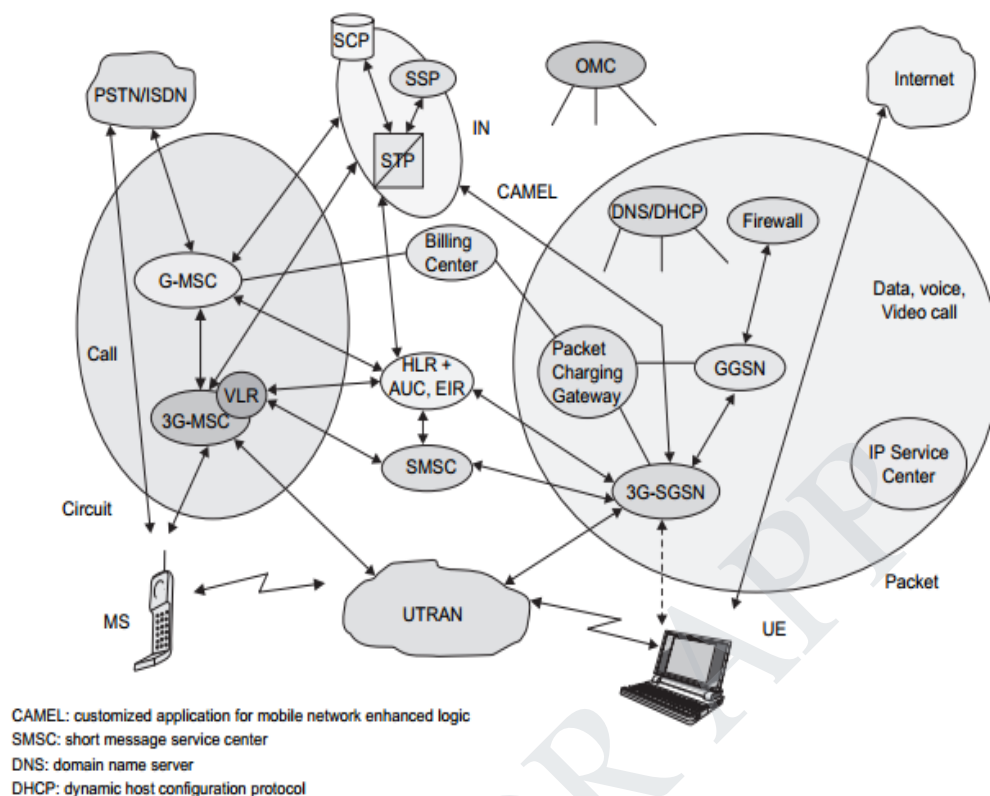 SCP
SSP
OMC
Internet
PSTN/ISDN
IN
STP
CAMEL
DNS/DHCP
Firewall
Billing
Center
G-MSC
Data, voice,
Video call
Call
Packet
Charging
Gateway
GGSN
HLR +
AUC, EIR
VLR
3G-MSC
SMSC
3G-SGSN
IP Service
Center
Circuit
Packet
MS
UTRAN
UE
CAMEL: customized application for mobile network enhanced logic
SMSC: short message service center
DNS: domain name server
DHCP: dynamic host configuration protocol
R APP